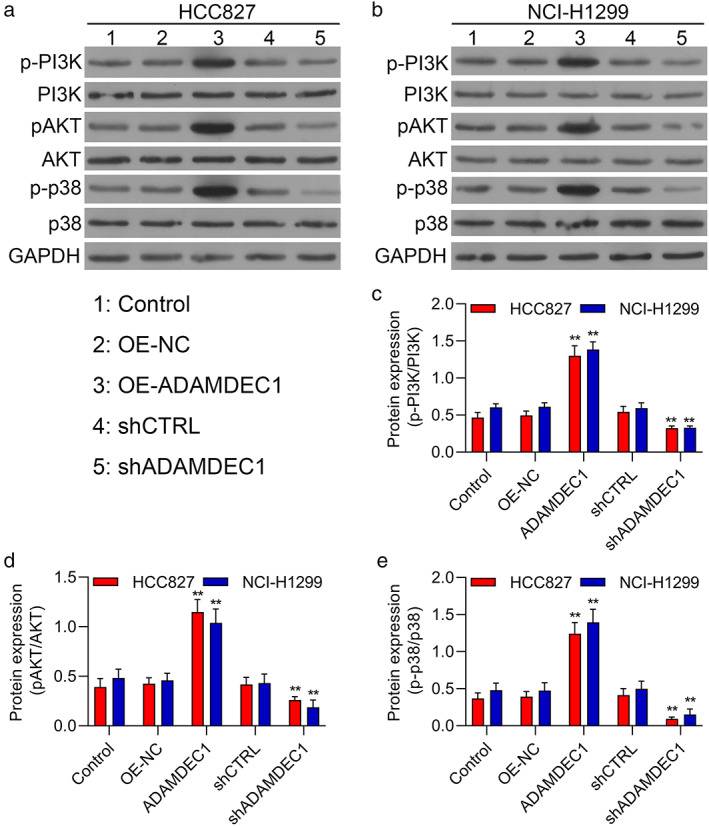 a
HCC827
1 2 3 4 5
p-PI3K
PI3K
pAKT
AKT
p-p38
p38
GAPDH
b
NCI-H1299
1 2 3 4 5
p-PI3K
PI3K
pAKT
AKT
p-p38
p38
GAPDH
1: Control
2: OE-NC
3: OE-ADAMDEC1
4: shCTRL
5: shADAMDEC1
c
HCC827 NCI-H1299
Protein expression
(p-PI3K/PI3K)
2.0
1.5
1.0
0.5
0.0
** **
** **
Control
OE-NC
ADAMDEC1
shCTRL
shADAMDEC1
d
HCC827 NCI-H1299
Protein expression
(pAKT/AKT)
1.5
1.0
0.5
0.0
** **
** **
Control
OE-NC
ADAMDEC1
shCTRL
shADAMDEC1
e
HCC827 NCI-H1299
Protein expression
(p-p38/p38)
2.0
1.5
1.0
0.5
0.0
** **
** **
Control
OE-NC
ADAMDEC1
shCTRL
shADAMDEC1